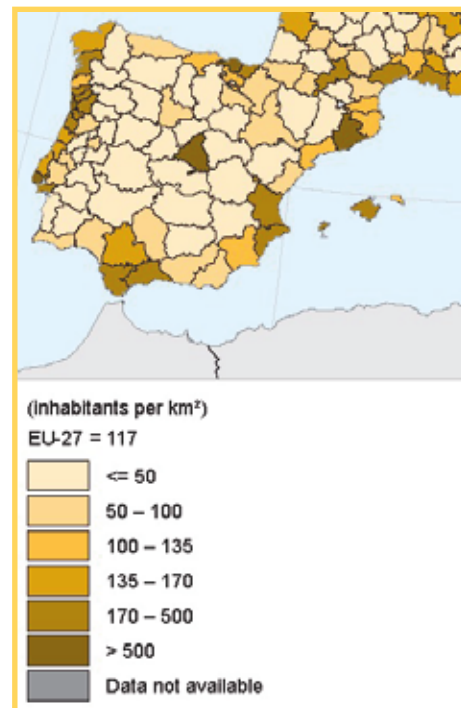 (inhabitants per km²)
EU-27 = 117
<= 50
50 – 100
100 – 135
135 – 170
170 – 500
> 500
Data not available